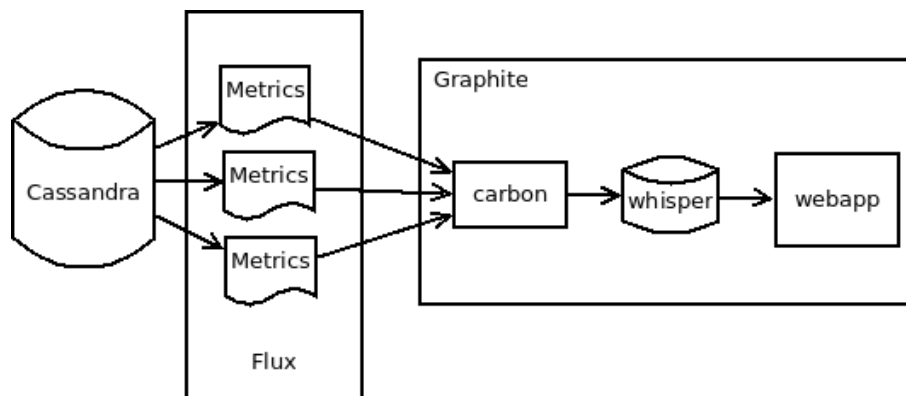 Cassandra
Metrics
Metrics
Metrics
Flux
Graphite
carbon
whisper
webapp